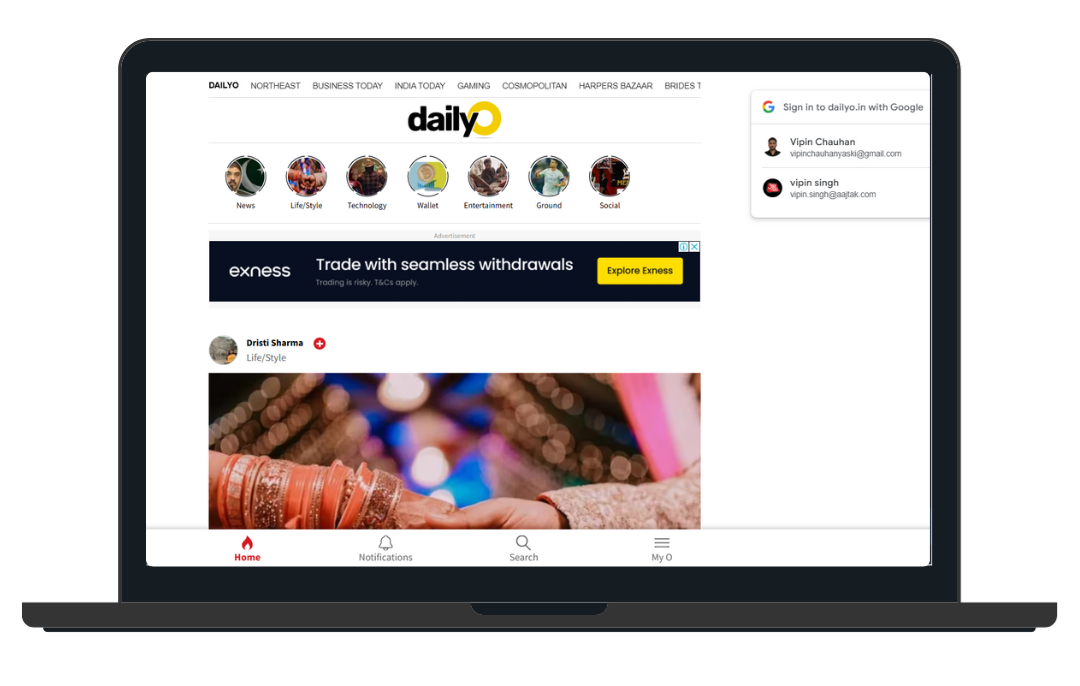 DAILYO NORTHEAST BUSINESS TODAY INDIA TODAY GAMING COSMOPOLITAN HARPERS BAZAAR BRIDES T
dailyO
Sign in to dailyo.in with Google
Vipin Chauhan
vipinchauhanyaski@gmail.com
vipin singh
vipin.singh@aajtak.com
News Life/Style Technology Wallet Entertainment Ground Social
Advertisement
exness
Trade with seamless withdrawals
Trading is risky. T&Cs apply.
Explore Exness
Dristi Sharma
Life/Style
Home Notifications Search My O